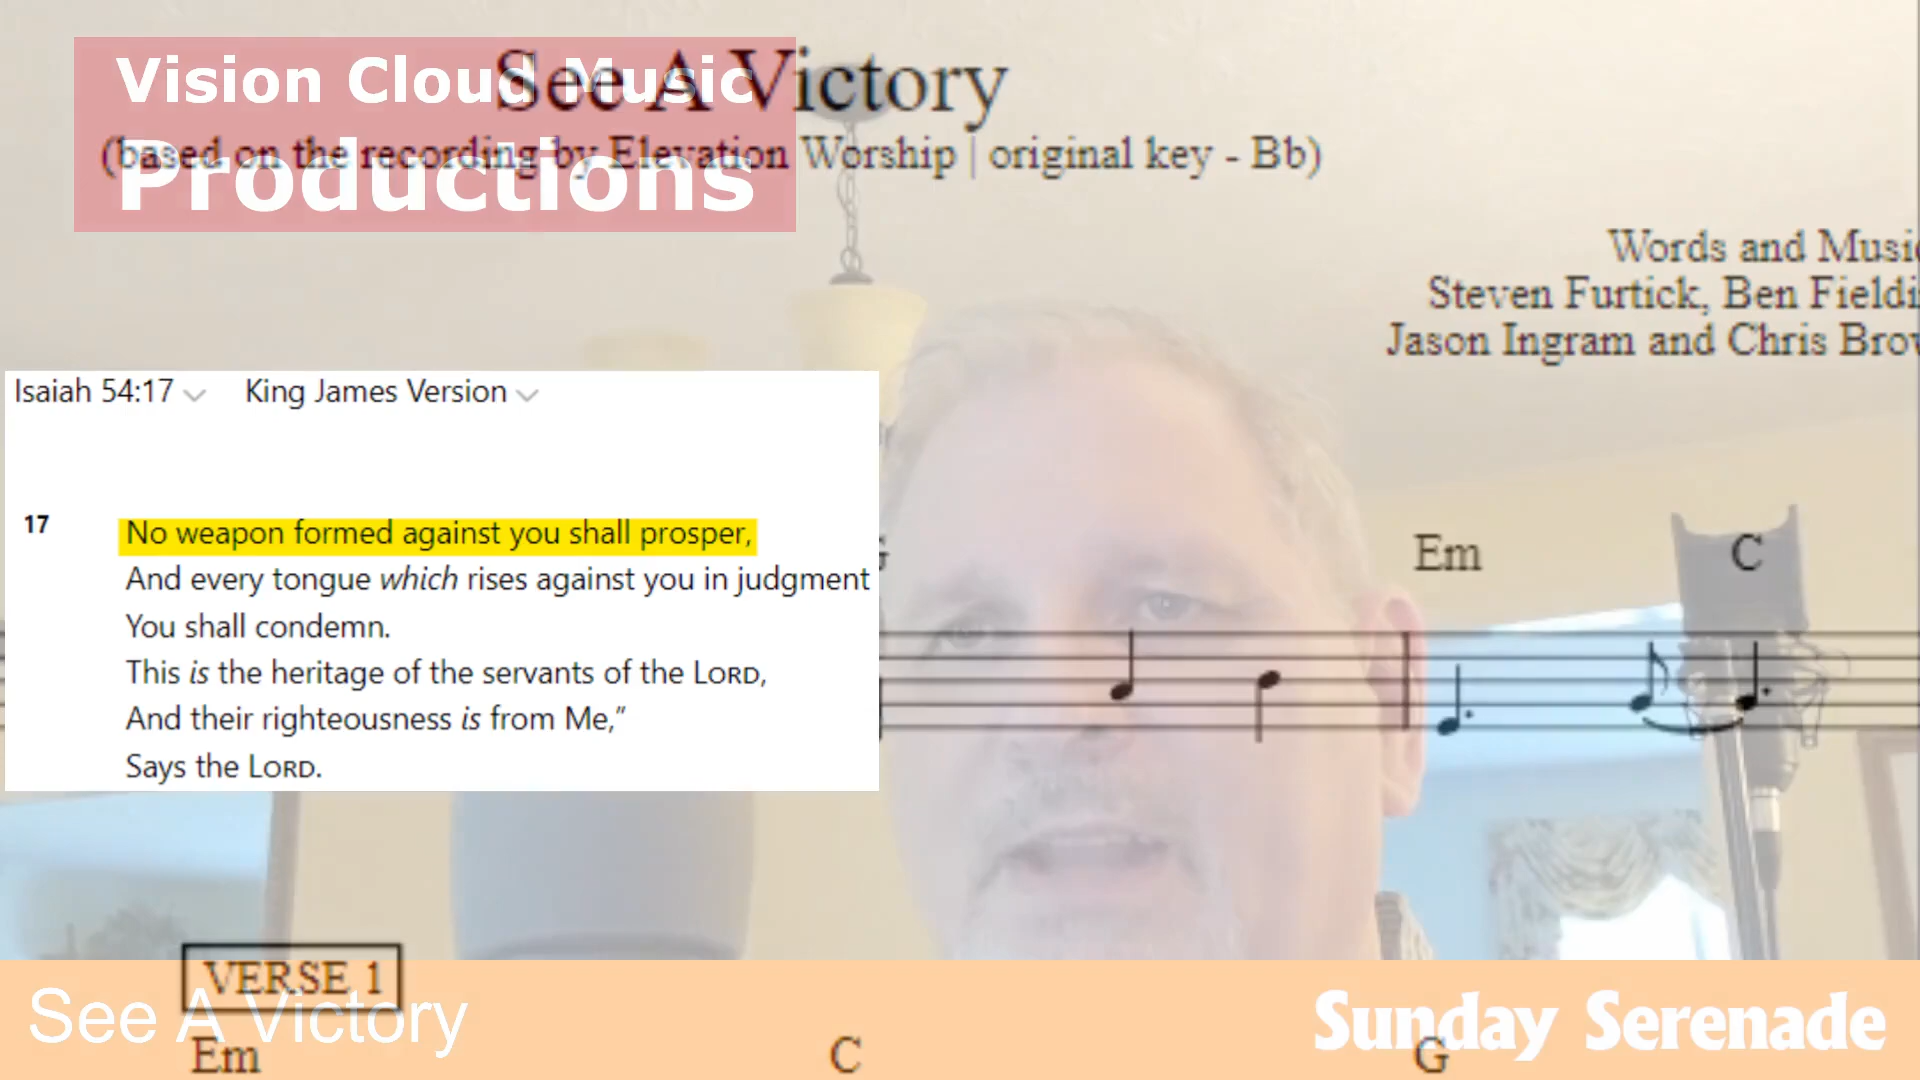 Vision Cloud Music
Productions
See A Victory
(based on the recording by Elevation Worship | original key - Bb)
Words and Musi
Steven Furtick, Ben Fieldi
Jason Ingram and Chris Brow
Isaiah 54:17 King James Version
17 No weapon formed against you shall prosper,
And every tongue which rises against you in judgment
You shall condemn.
This is the heritage of the servants of the LORD,
And their righteousness is from Me,”
Says the LORD.
G Em C
VERSE 1
See A Victory
Sunday Serenade
Em C G